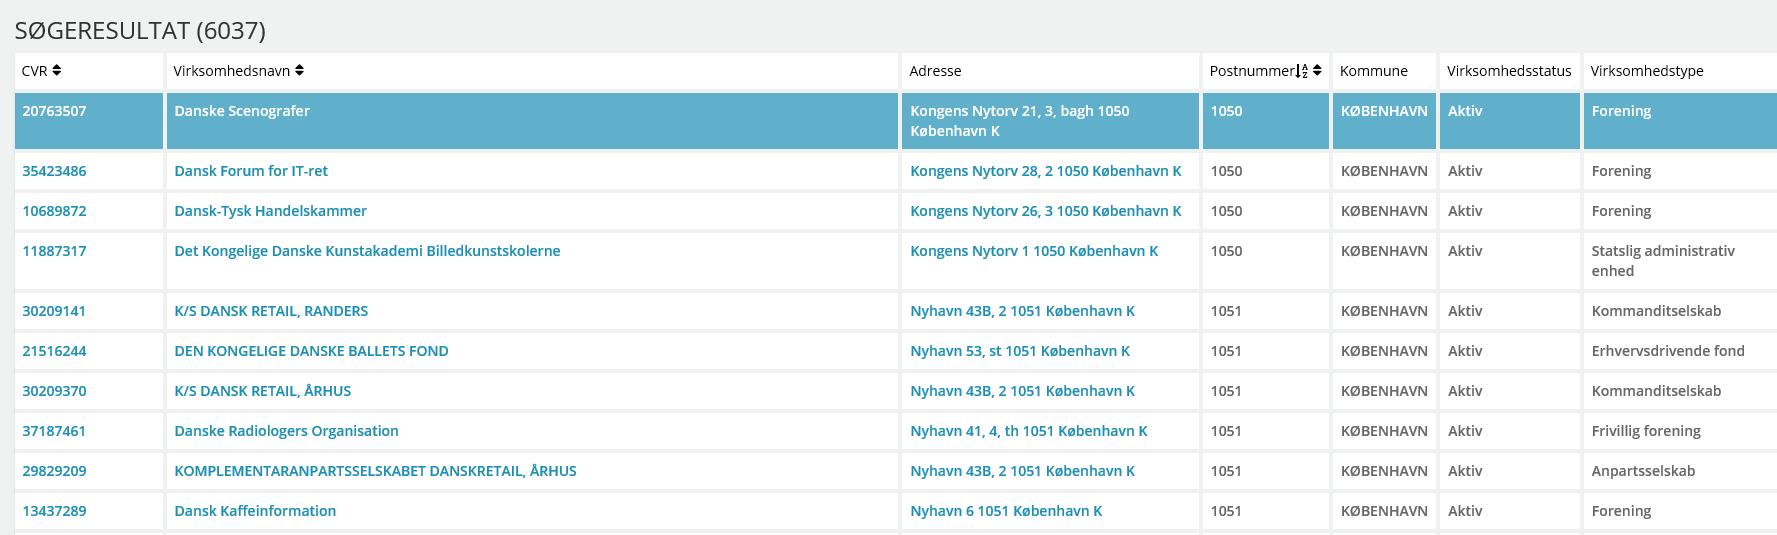 SØGERESULTAT (6037)
CVR Virksomhedsnavn Adresse Postnummer Kommune Virksomhedsstatus Virksomhedstype
20763507 Danske Scenografer Kongens Nytorv 21, 3, bagh 1050 København K 1050 KØBENHAVN Aktiv Forening
35423486 Dansk Forum for IT-ret Kongens Nytorv 28, 2 1050 København K 1050 KØBENHAVN Aktiv Forening
10689872 Dansk-Tysk Handelskammer Kongens Nytorv 26, 3 1050 København K 1050 KØBENHAVN Aktiv Forening
11887317 Det Kongelige Danske Kunstakademi Billedkunstskolerne Kongens Nytorv 1 1050 København K 1050 KØBENHAVN Aktiv Statslig administrativ enhed
30209141 K/S DANSK RETAIL, RANDERS Nyhavn 43B, 2 1051 København K 1051 KØBENHAVN Aktiv Kommanditselskab
21516244 DEN KONGELIGE DANSKE BALLETS FOND Nyhavn 53, st 1051 København K 1051 KØBENHAVN Aktiv Erhvervsdrivende fond
30209370 K/S DANSK RETAIL, ÅRHUS Nyhavn 43B, 2 1051 København K 1051 KØBENHAVN Aktiv Kommanditselskab
37187461 Danske Radiologers Organisation Nyhavn 41, 4, th 1051 København K 1051 KØBENHAVN Aktiv Frivillig forening
29829209 KOMPLEMENTARANPARTSSELSKABET DANSKRETAIL, ÅRHUS Nyhavn 43B, 2 1051 København K 1051 KØBENHAVN Aktiv Anpartsselskab
13437289 Dansk Kaffeinformation Nyhavn 6 1051 København K 1051 KØBENHAVN Aktiv Forening